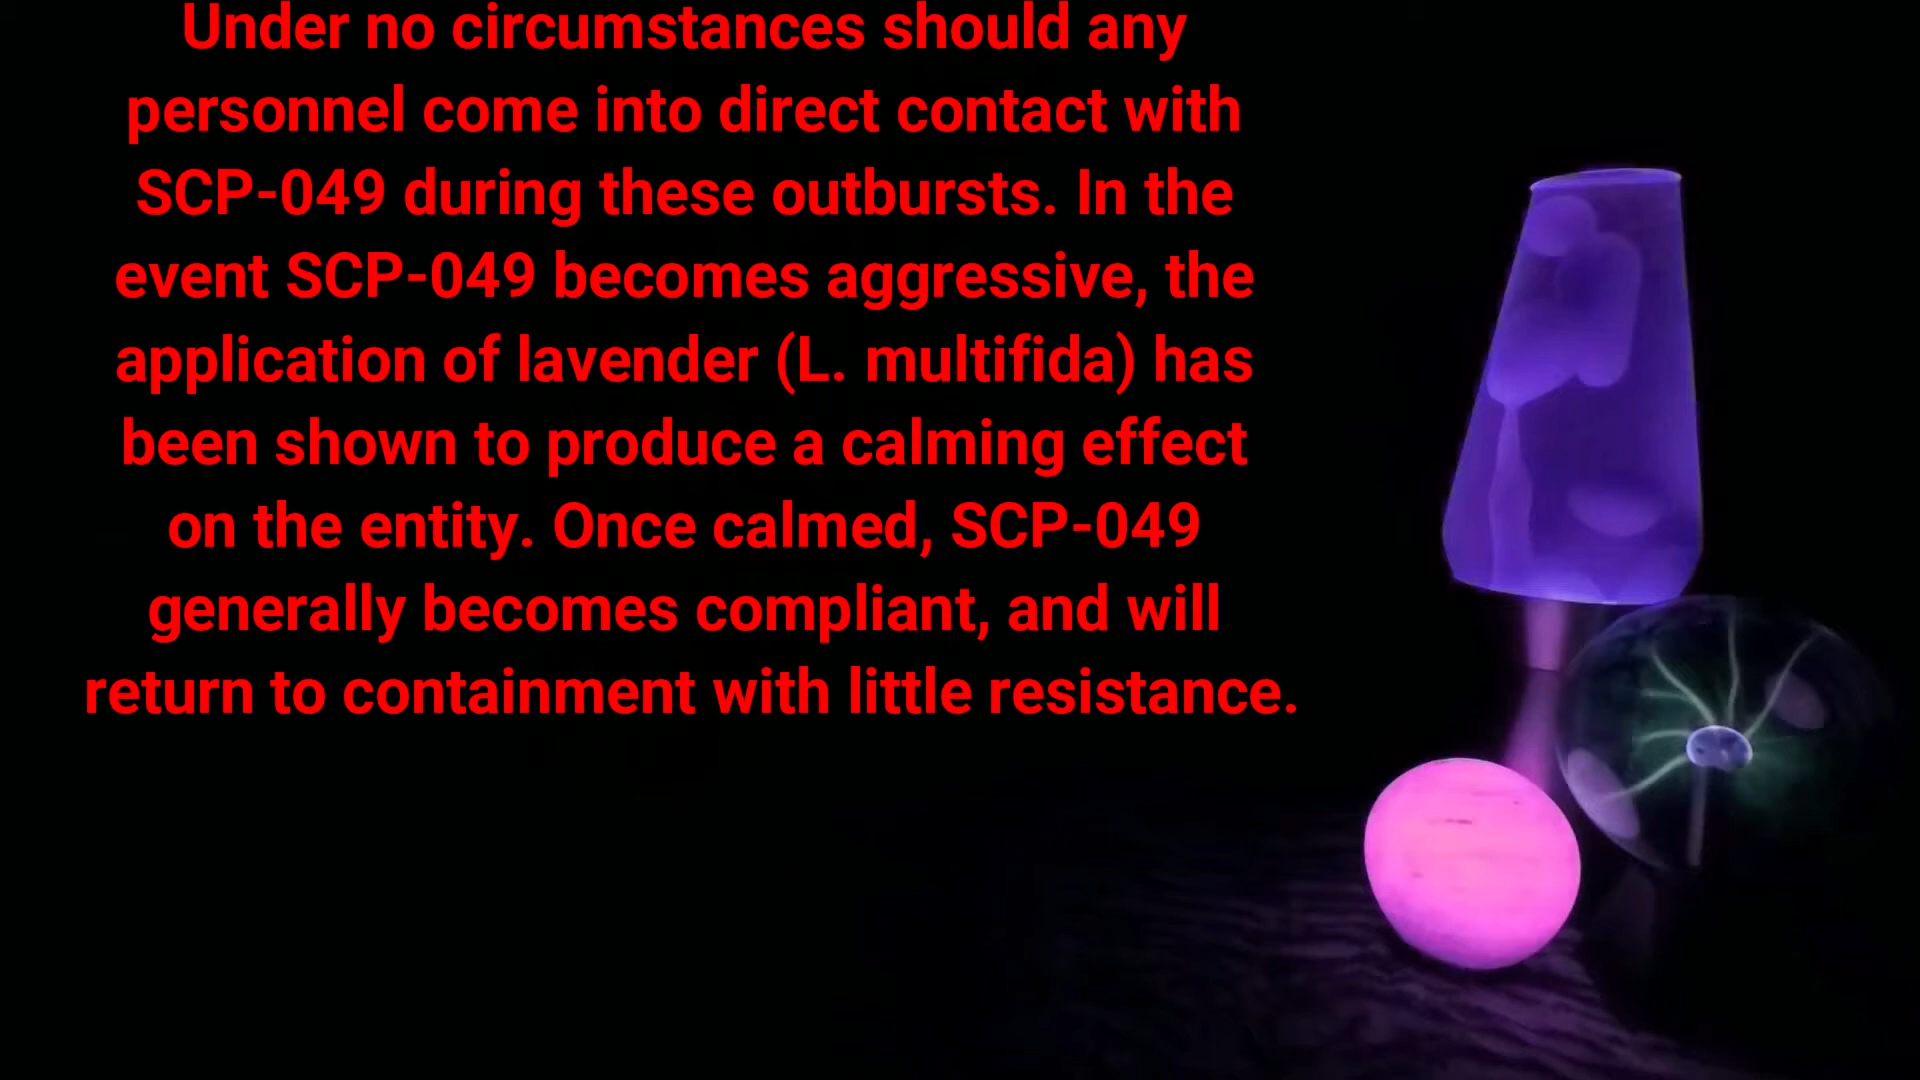 Under no circumstances should any
personnel come into direct contact with
SCP-049 during these outbursts. In the
event SCP-049 becomes aggressive, the
application of lavender (L. multifida) has
been shown to produce a calming effect
on the entity. Once calmed, SCP-049
generally becomes compliant, and will
return to containment with little resistance.